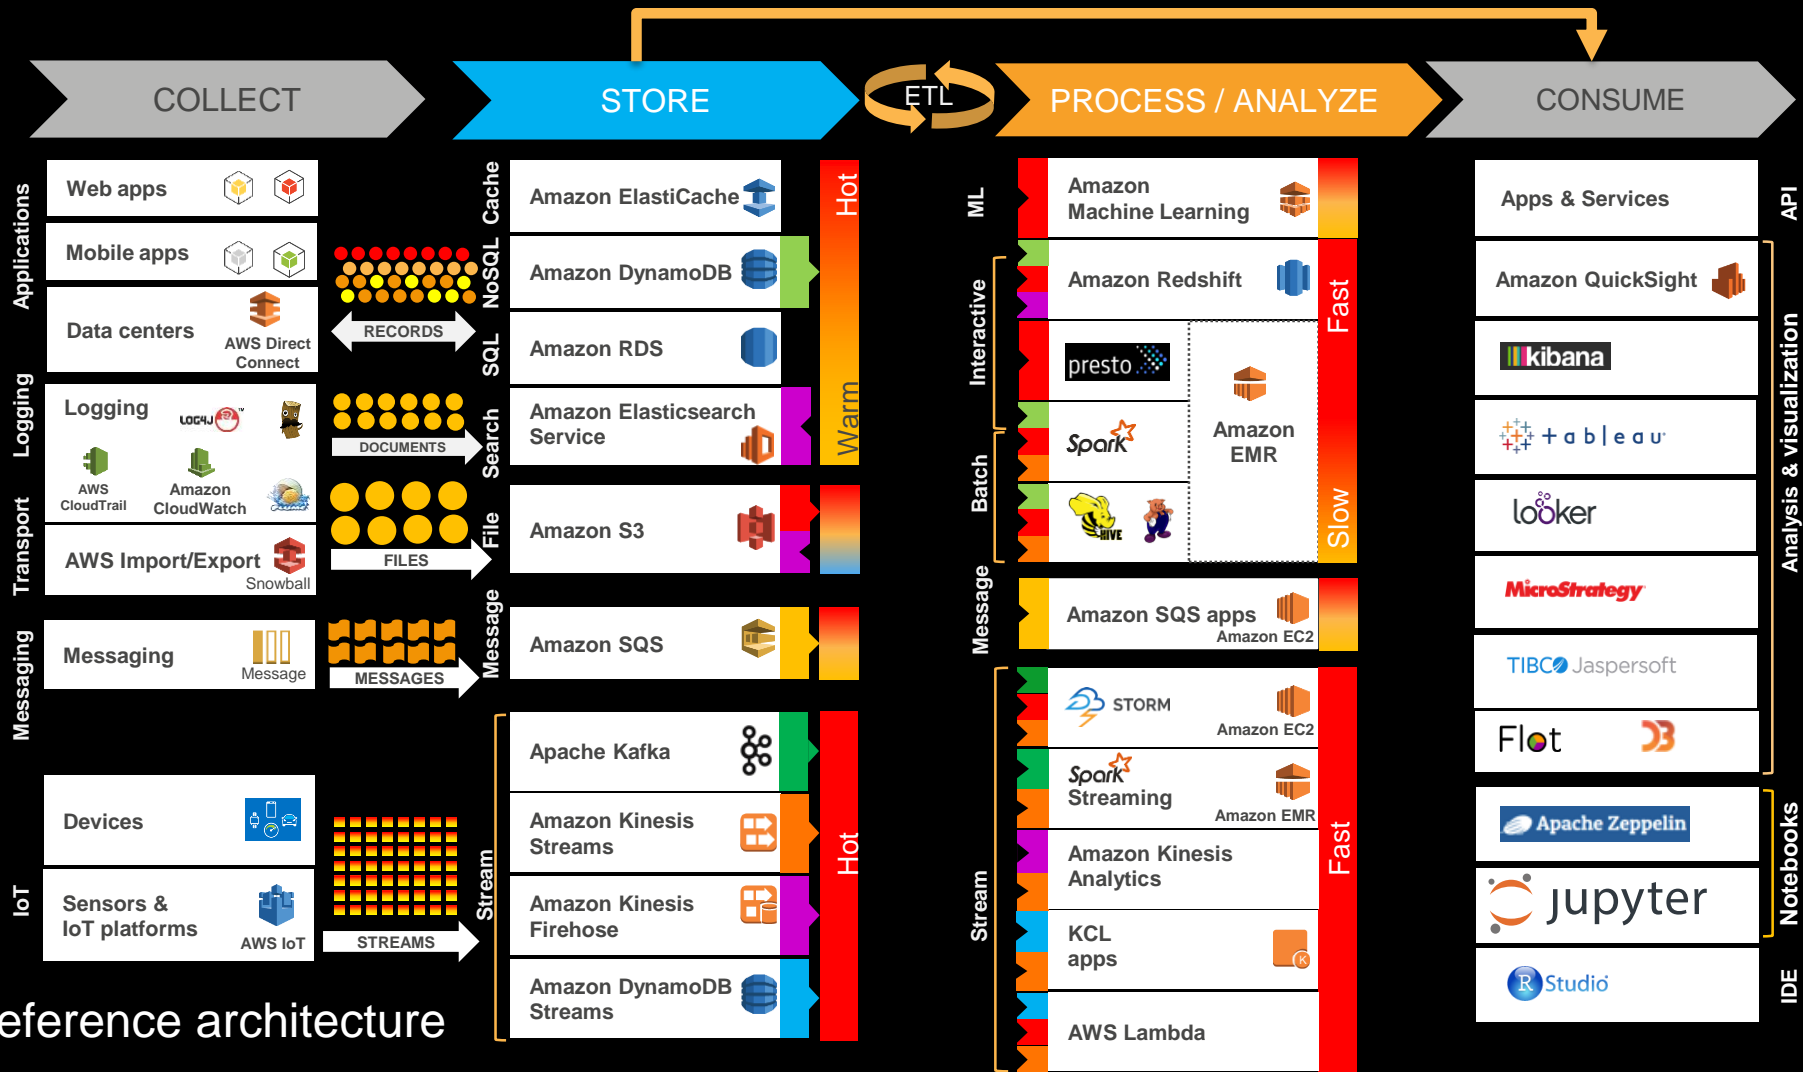 COLLECT
STORE
ETL
PROCESS / ANALYZE
CONSUME
Applications
Web apps
Mobile apps
Data centers
AWS Direct
Connect
Logging
Logging
LOG4J™
AWS
CloudTrail
Amazon
CloudWatch
Transport
AWS Import/Export
Snowball
Messaging
Messaging
Message
IoT
Devices
Sensors &
IoT platforms
AWS IoT
RECORDS
DOCUMENTS
FILES
MESSAGES
STREAMS
Cache
Amazon ElastiCache
NoSQL
Amazon DynamoDB
SQL
Amazon RDS
Search
Amazon Elasticsearch
Service
Hot
Warm
File
Amazon S3
Message
Amazon SQS
Stream
Apache Kafka
Amazon Kinesis
Streams
Amazon Kinesis
Firehose
Amazon DynamoDB
Streams
Hot
ML
Amazon
Machine Learning
Interactive
Amazon Redshift
presto
Batch
Spark
HIVE
Amazon
EMR
Fast
Slow
Message
Amazon SQS apps
Amazon EC2
Stream
STORM
Amazon EC2
Spark
Streaming
Amazon EMR
Amazon Kinesis
Analytics
KCL
apps
K
AWS Lambda
Fast
API
Apps & Services
Analysis & visualization
Amazon QuickSight
kibana
+ableau
looker
MicroStrategy
TIBCO Jaspersoft
Flot
D3
Notebooks
Apache Zeppelin
jupyter
IDE
R Studio
eference architecture